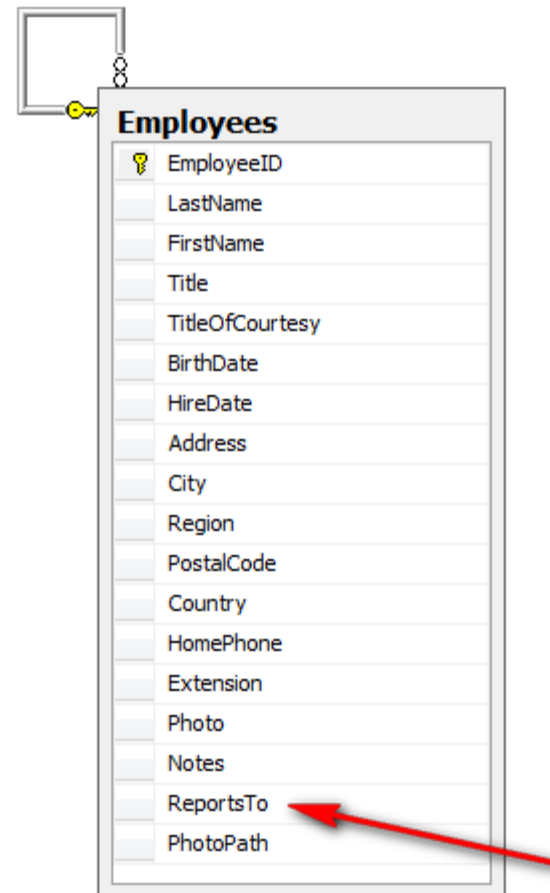 Employees
EmployeeID
LastName
FirstName
Title
TitleOfCourtesy
BirthDate
HireDate
Address
City
Region
PostalCode
Country
HomePhone
Extension
Photo
Notes
ReportsTo
PhotoPath